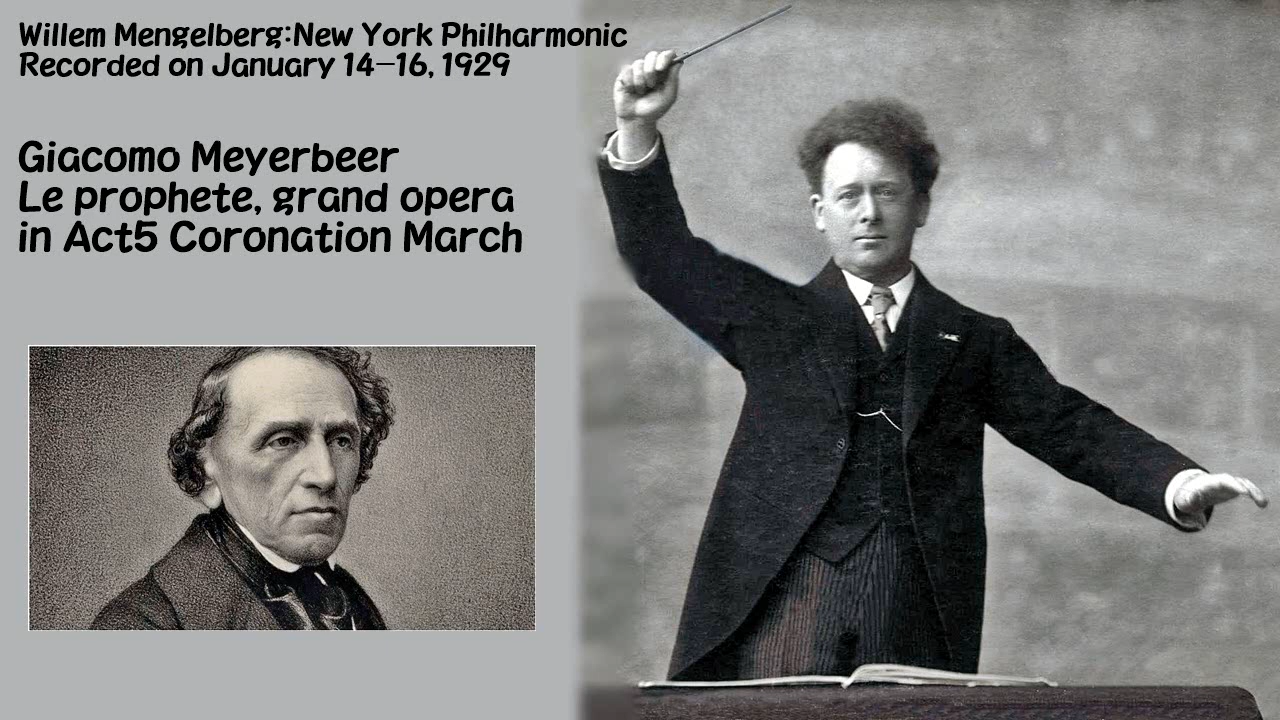 Willem Mengelberg:New York Philharmonic
Recorded on January 14–16, 1929
Giacomo Meyerbeer
Le prophete, grand opera
in Act5 Coronation March